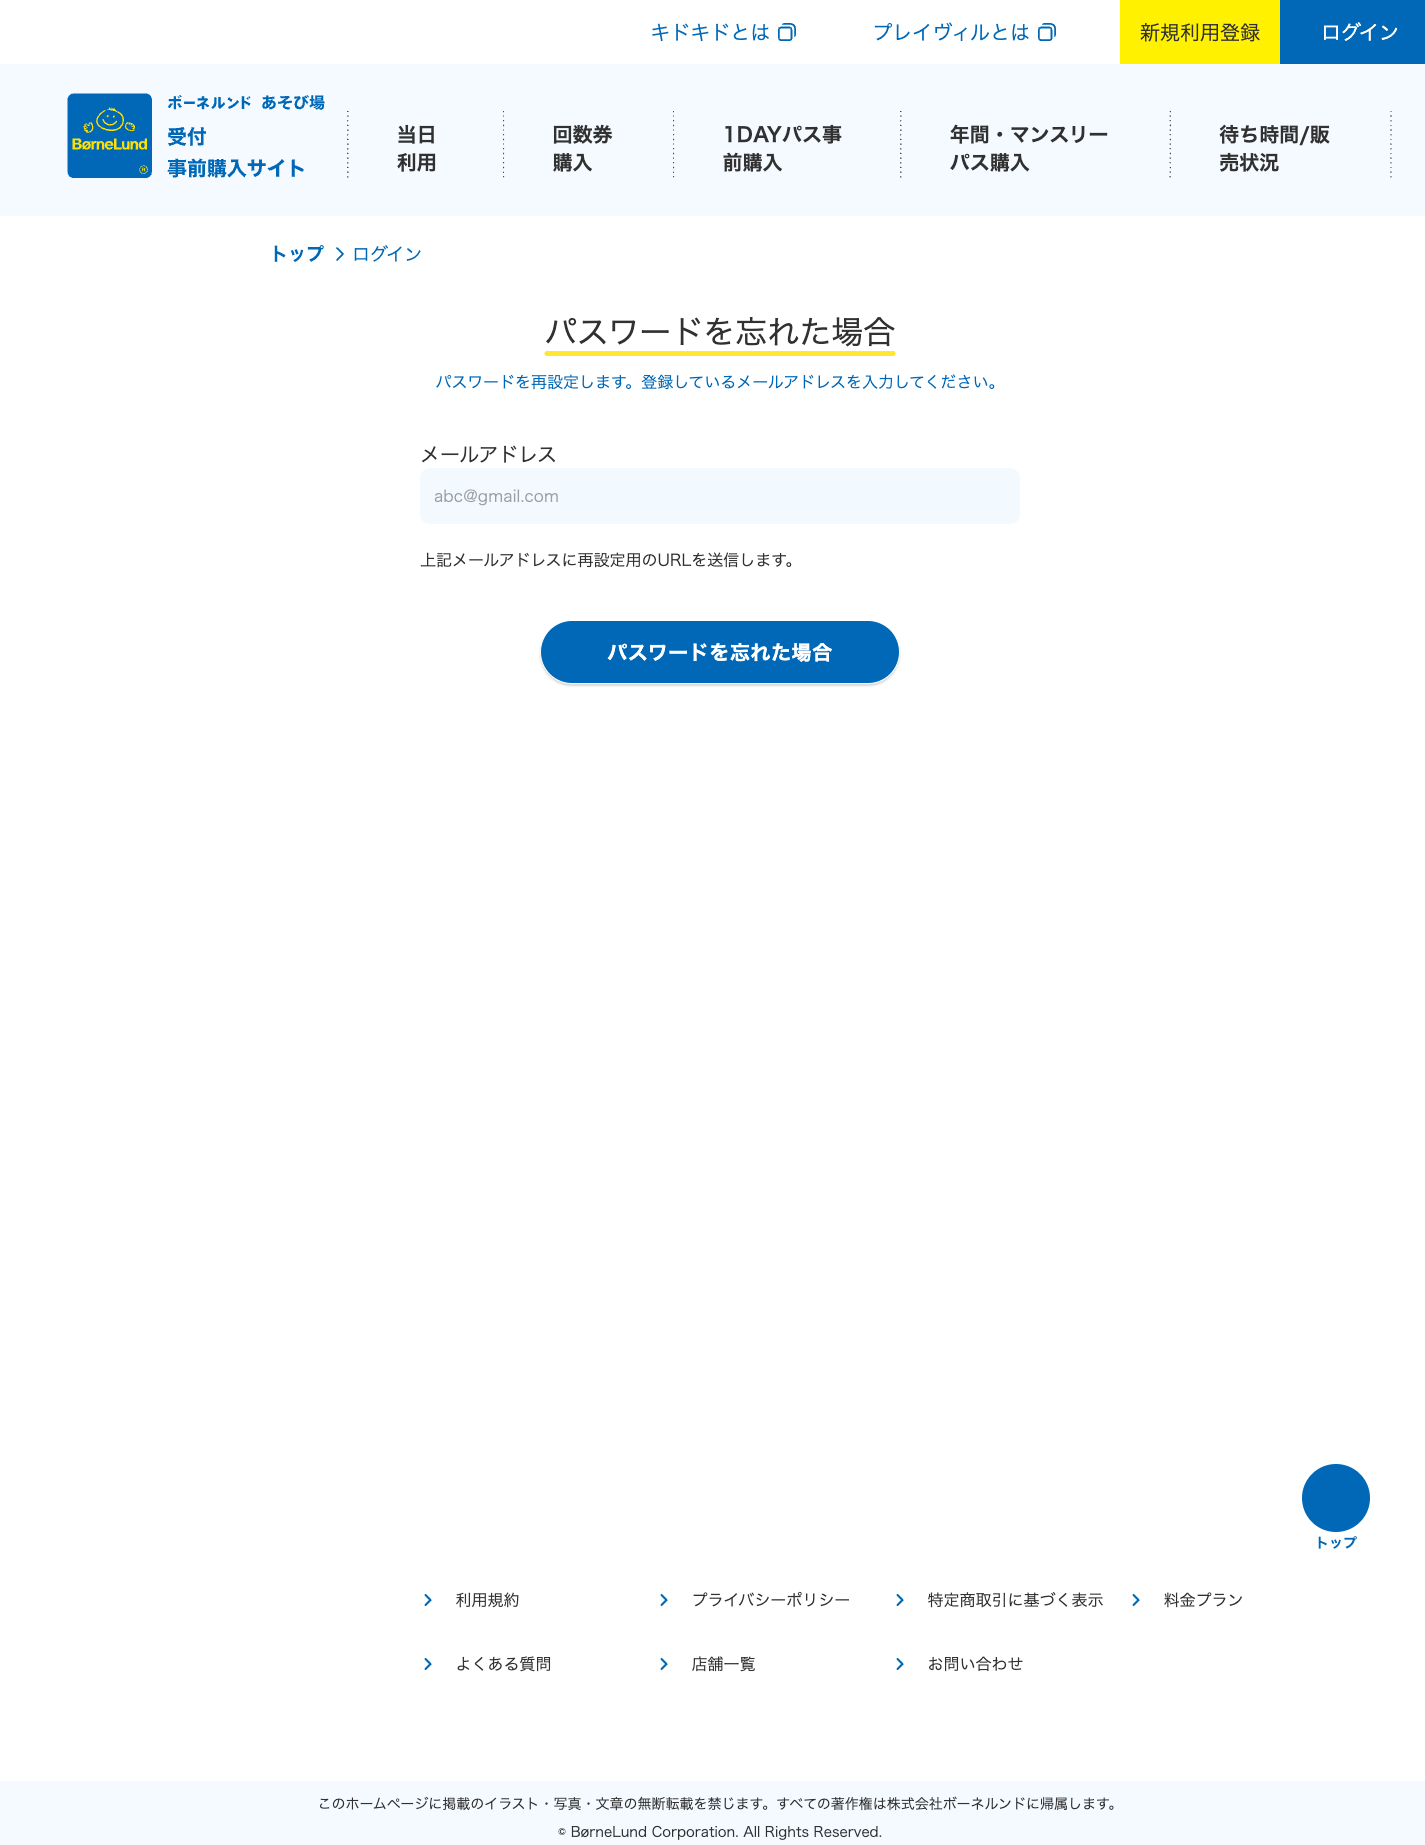 キドキドとは
プレイヴィルとは
新規利用登録
ログイン
BørneLund
®
ボーネルンド あそび場
受付
事前購入サイト
当日
利用
回数券
購入
1DAYパス事
前購入
年間・マンスリー
パス購入
待ち時間/販
売状況
トップ
ログイン
パスワードを忘れた場合
パスワードを再設定します。登録しているメールアドレスを入力してください。
メールアドレス
abc@gmail.com
上記メールアドレスに再設定用のURLを送信します。
パスワードを忘れた場合
トップ
利用規約
プライバシーポリシー
特定商取引に基づく表示
料金プラン
よくある質問
店舗一覧
お問い合わせ
このホームページに掲載のイラスト・写真・文章の無断転載を禁じます。すべての著作権は株式会社ボーネルンドに帰属します。
© BørneLund Corporation. All Rights Reserved.